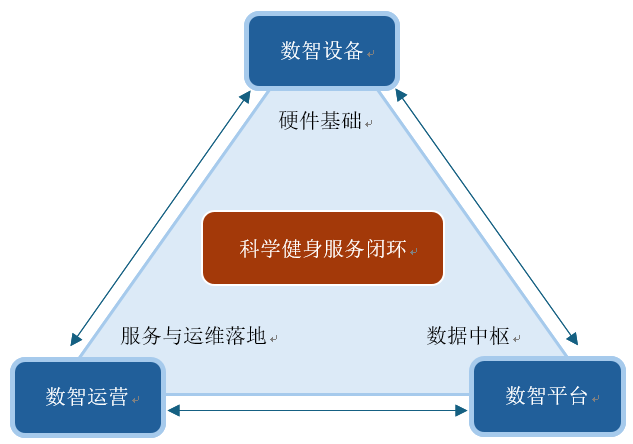 数智设备
硬件基础
科学健身服务闭环
服务与运维落地
数据中枢
数智运营
数智平台